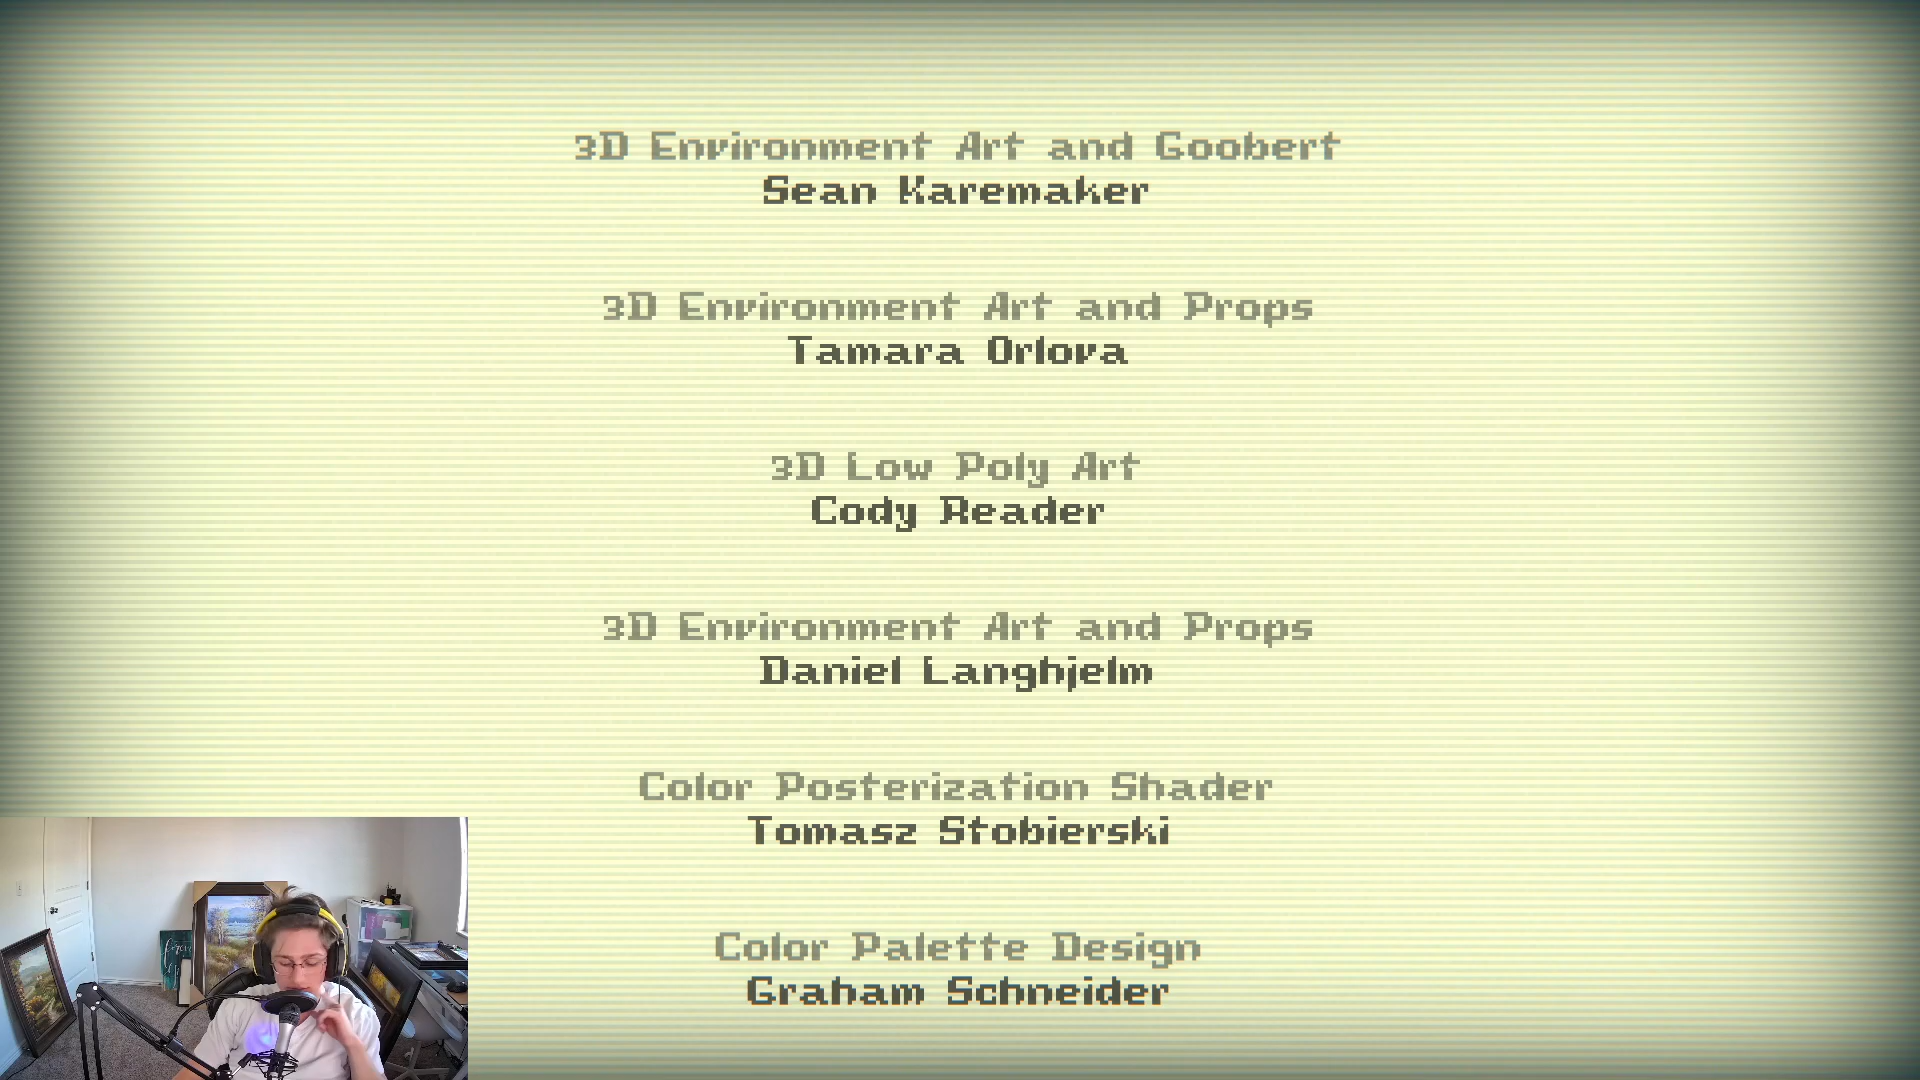 3D Environment Art and Goobert
Sean Karemaker
3D Environment Art and Props
Tamara Orlova
3D Low Poly Art
Cody Reader
3D Environment Art and Props
Daniel Langhjelm
Color Posterization Shader
Tomasz Stobierski
Color Palette Design
Graham Schneider